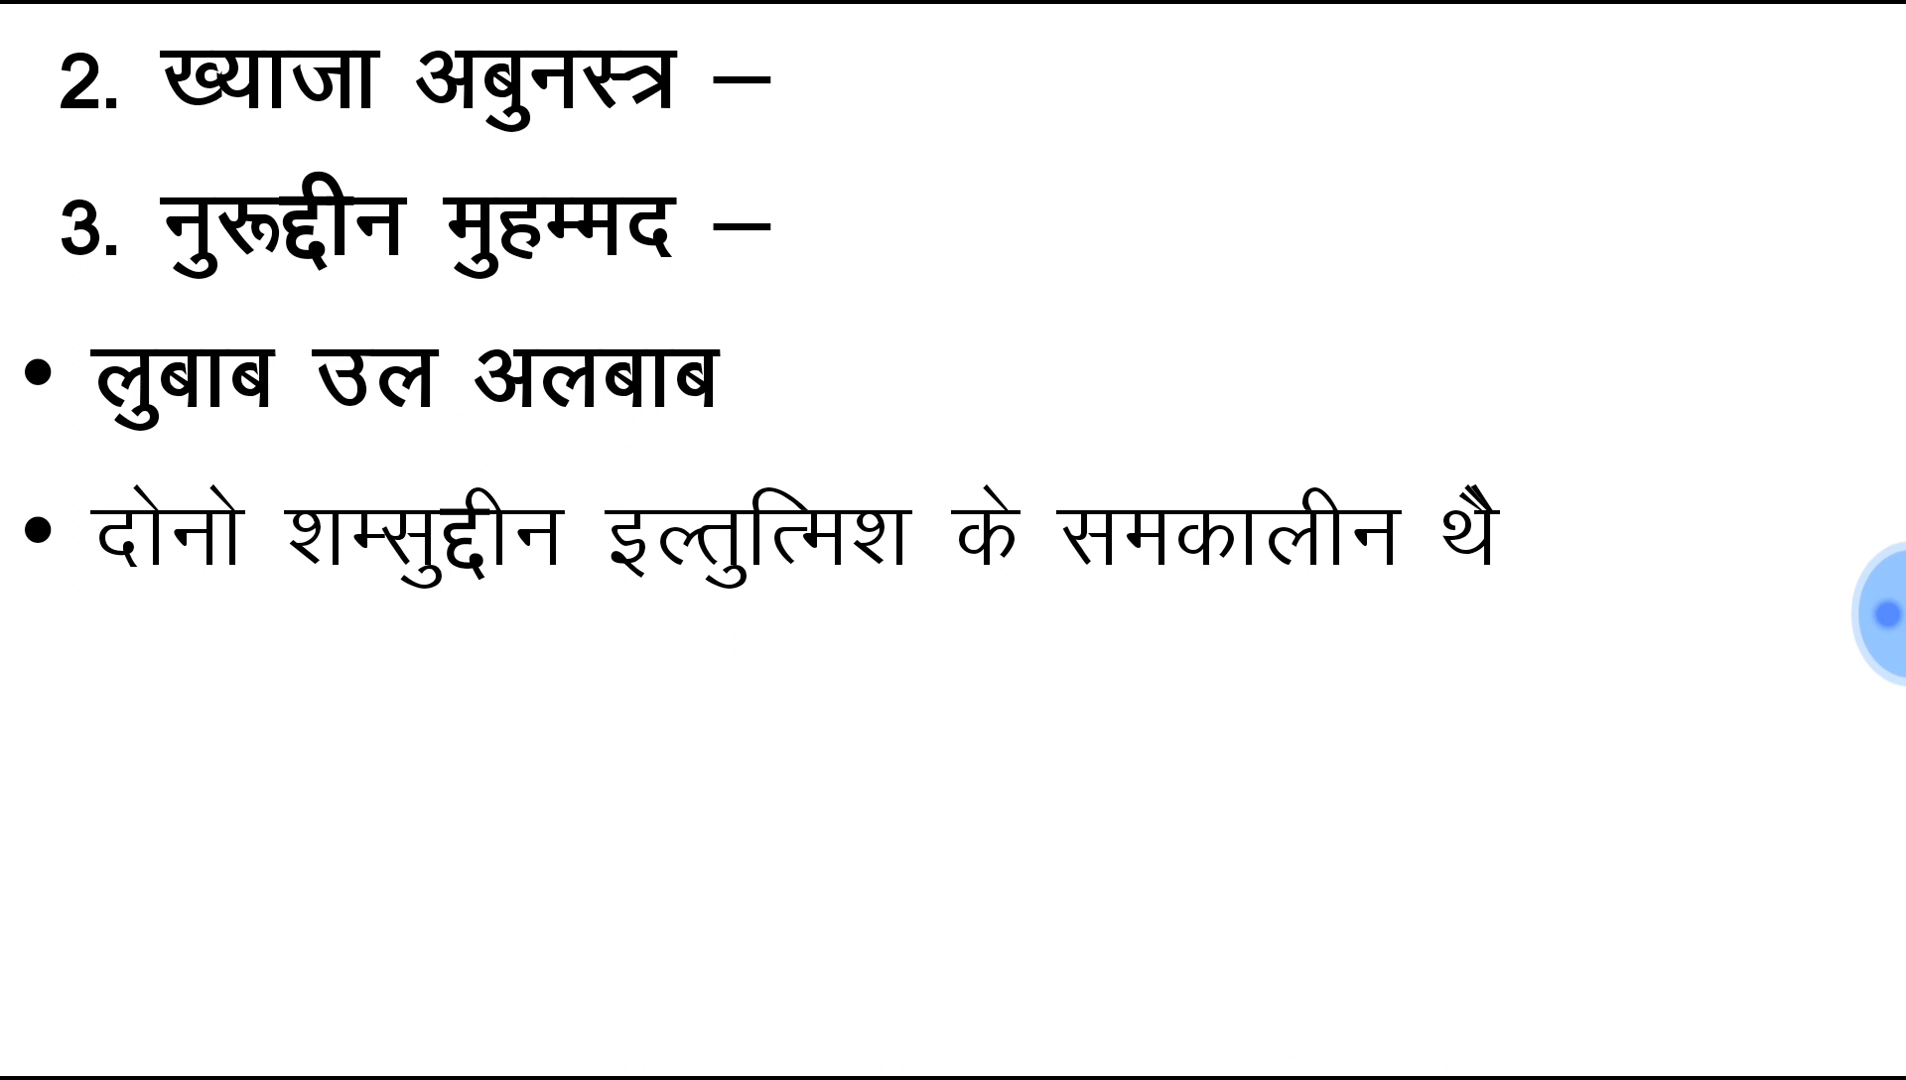 2. ख्याजा अबुनस्त्र –
3. नुरूद्दीन मुहम्मद –
• लुबाब उल अलबाब
• दोनो शम्सुद्दीन इल्तुत्मिश के समकालीन थै